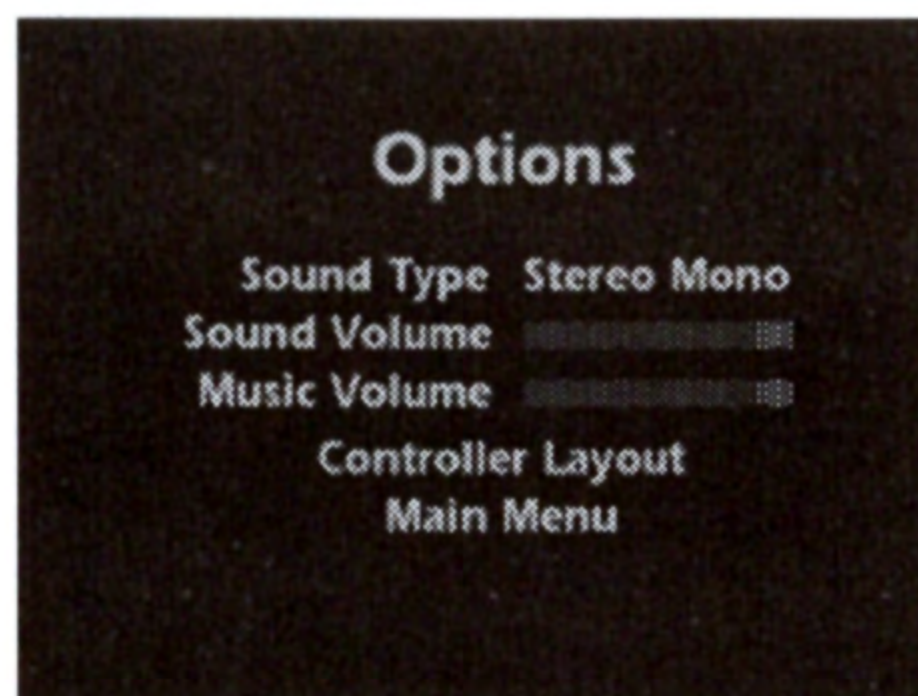 Options
Sound Type Stereo Mono
Sound Volume
Music Volume
Controller Layout
Main Menu